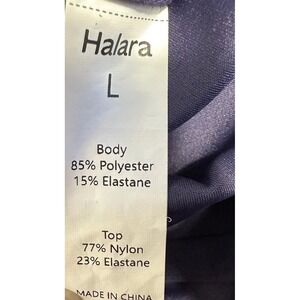 Halara
L
Body
85% Polyester
15% Elastane
Top
77% Nylon
23% Elastane
MADE IN CHINA